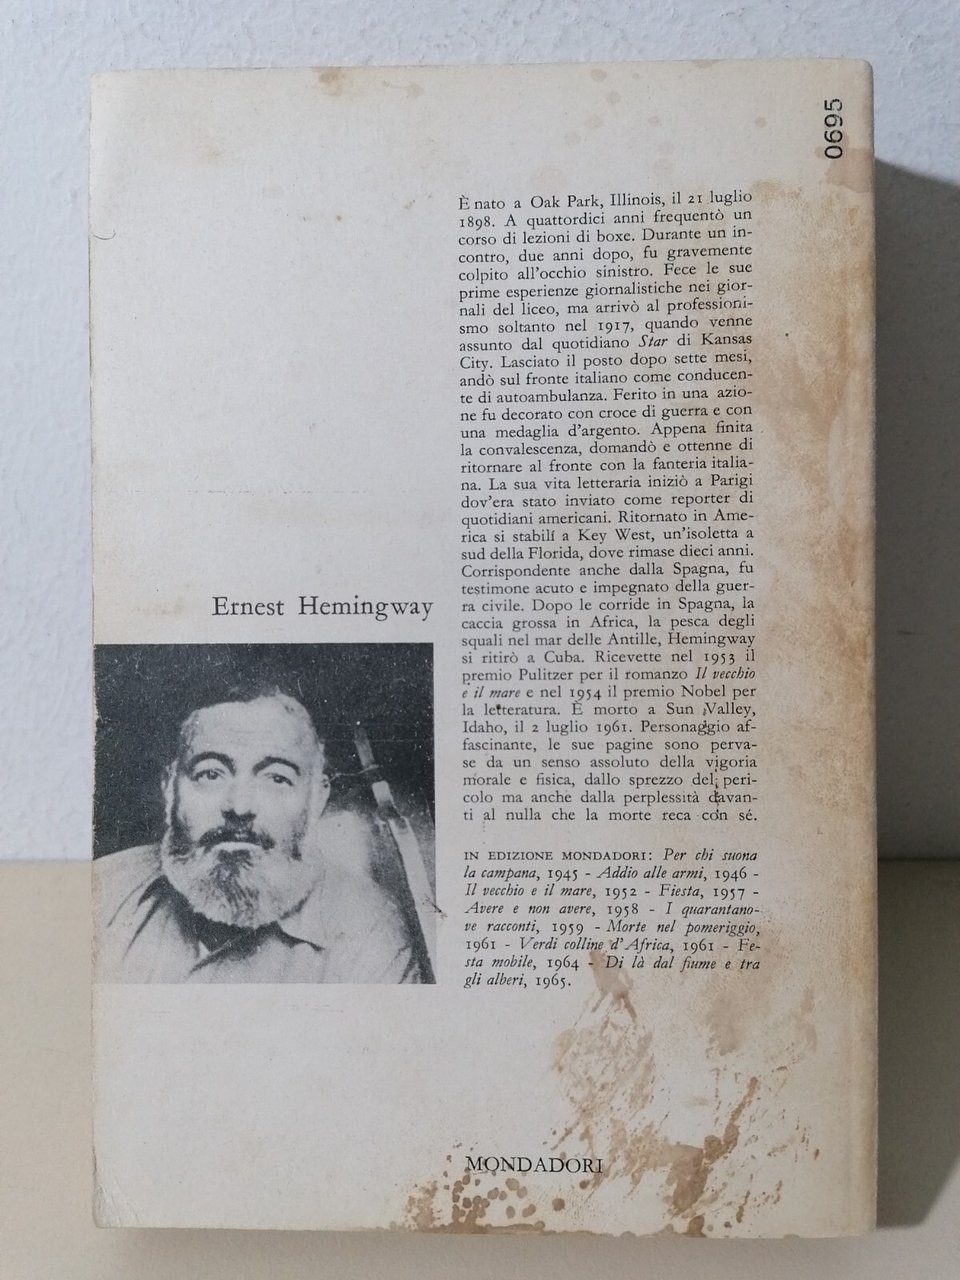 0695
È nato a Oak Park, Illinois, il 21 luglio
1898. A quattordici anni frequentò un
corso di lezioni di boxe. Durante un in-
contro, due anni dopo, fu gravemente
colpito all'occhio sinistro. Fece le sue
prime esperienze giornalistiche nei gior-
nali del liceo, ma arrivò al professioni-
smo soltanto nel 1917, quando venne
assunto dal quotidiano Star di Kansas
City. Lasciato il posto dopo sette mesi,
andò sul fronte italiano come conducen-
te di autoambulanza. Ferito in una azio-
ne fu decorato con croce di guerra e con
una medaglia d'argento. Appena finita
la convalescenza, domandò e ottenne di
ritornare al fronte con la fanteria italia-
na. La sua vita letteraria iniziò a Parigi
dov'era stato inviato come reporter di
quotidiani americani. Ritornato in Ame-
rica si stabilí a Key West, un'isoletta a
sud della Florida, dove rimase dieci anni.
Corrispondente anche dalla Spagna, fu
testimone acuto e impegnato della guer-
ra civile. Dopo le corride in Spagna, la
caccia grossa in Africa, la pesca degli
squali nel mar delle Antille, Hemingway
si ritirò a Cuba. Ricevette nel 1953 il
premio Pulitzer per il romanzo Il vecchio
e il mare e nel 1954 il premio Nobel per
la letteratura. È morto a Sun Valley,
Idaho, il 2 luglio 1961. Personaggio af-
fascinante, le sue pagine sono perva-
se da un senso assoluto della vigoria
morale e fisica, dallo sprezzo del peri-
colo ma anche dalla perplessità davan-
ti al nulla che la morte reca con sé.
IN EDIZIONE MONDADORI: Per chi suona
la campana, 1945 - Addio alle armi, 1946 -
Il vecchio e il mare, 1952 - Fiesta, 1957 -
Avere e non avere, 1958 - I quarantano-
ve racconti, 1959 - Morte nel pomeriggio,
1961 - Verdi colline d'Africa, 1961 - Fe-
sta mobile, 1964 - Di là dal fiume e tra
gli alberi, 1965.
Ernest Hemingway
MONDADORI